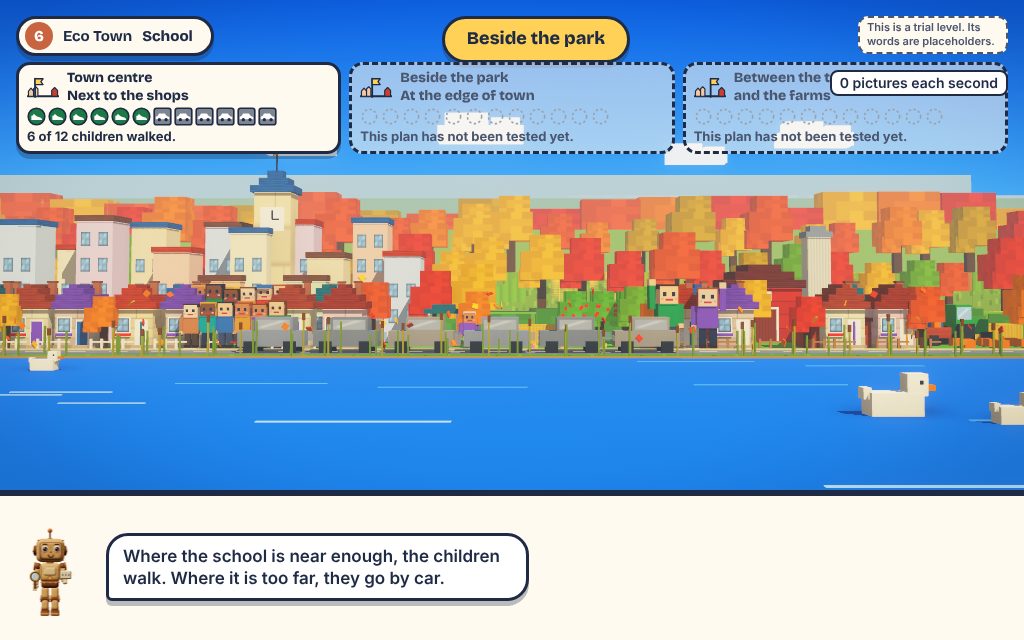 6 Eco Town School
Beside the park
This is a trial level. Its
words are placeholders.
Town centre
Next to the shops
6 of 12 children walked.
Beside the park
At the edge of town
This plan has not been tested yet.
Between the t
and the farms
0 pictures each second
This plan has not been tested yet.
Where the school is near enough, the children
walk. Where it is too far, they go by car.